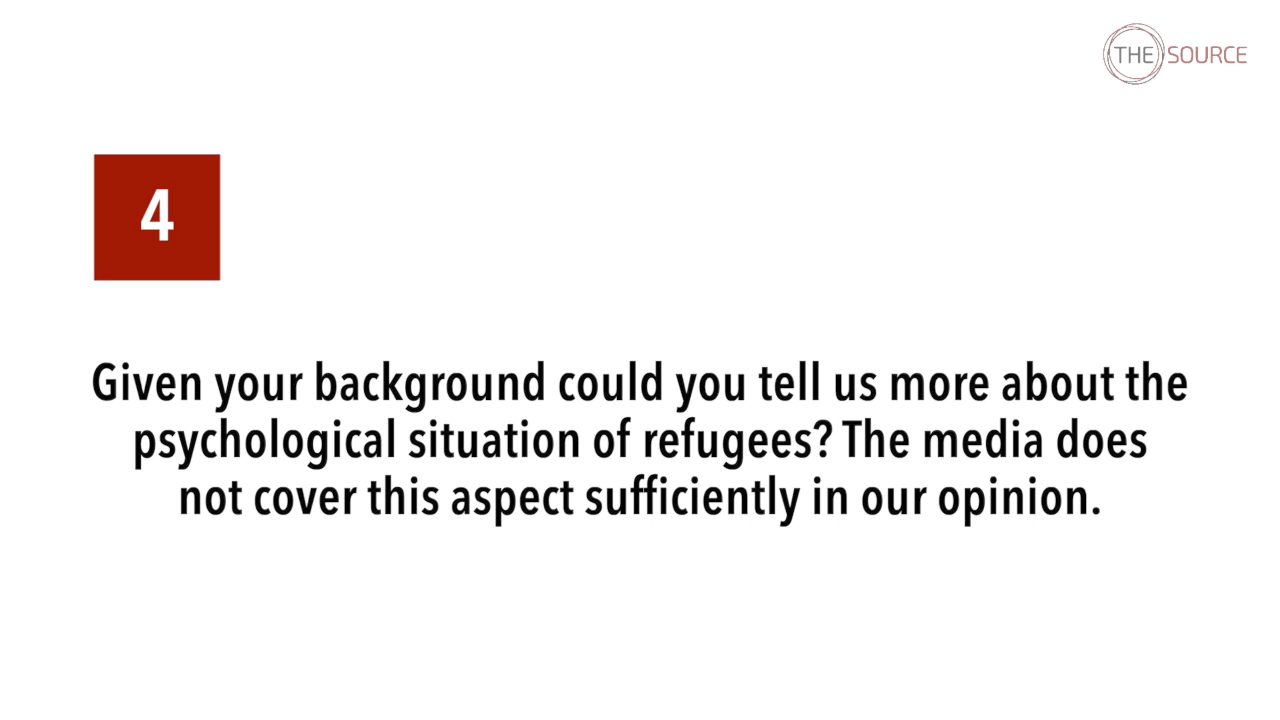 THE SOURCE
4
Given your background could you tell us more about the
psychological situation of refugees? The media does
not cover this aspect sufficiently in our opinion.